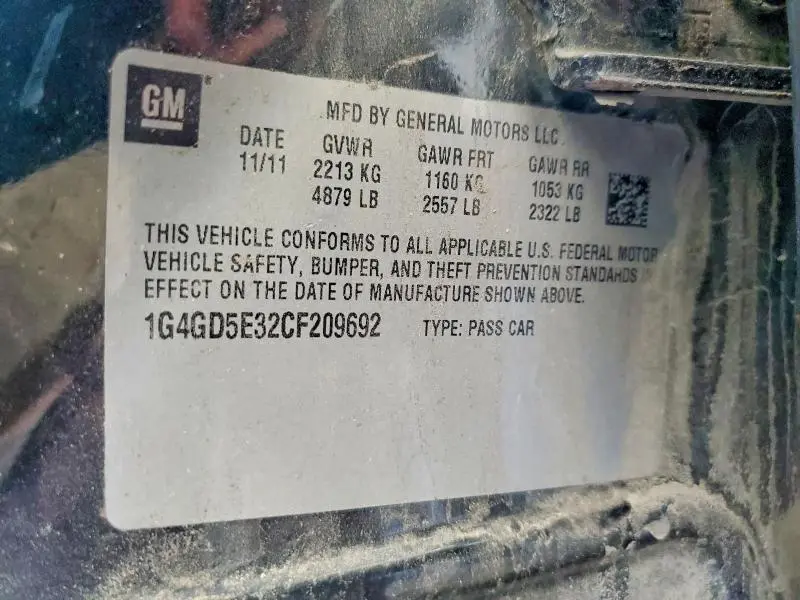 GM
MFD BY GENERAL MOTORS LLC
DATE GVWR GAWR FRT GAWR RR
11/11 2213 KG 1160 KG 1053 KG
4879 LB 2557 LB 2322 LB
THIS VEHICLE CONFORMS TO ALL APPLICABLE U.S. FEDERAL MOTOR
VEHICLE SAFETY, BUMPER, AND THEFT PREVENTION STANDARDS IN
EFFECT ON THE DATE OF MANUFACTURE SHOWN ABOVE.
1G4GD5E32CF209692 TYPE: PASS CAR